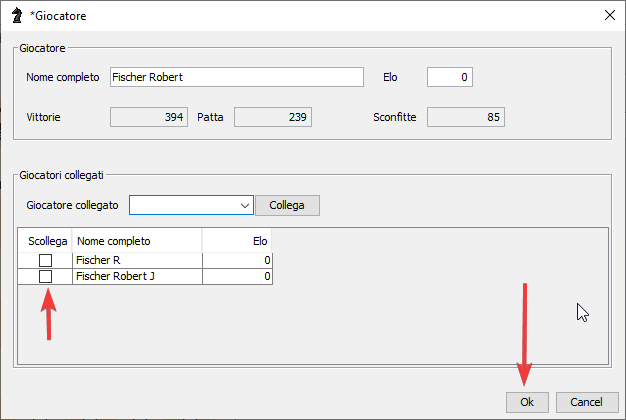 *Giocatore
Giocatore
Nome completo Fischer Robert Elo 0
Vittorie 394 Patta 239 Sconfitte 85
Giocatori collegati
Giocatore collegato Collega
Scollega Nome completo Elo
Fischer R 0
Fischer Robert J 0
Ok Cancel